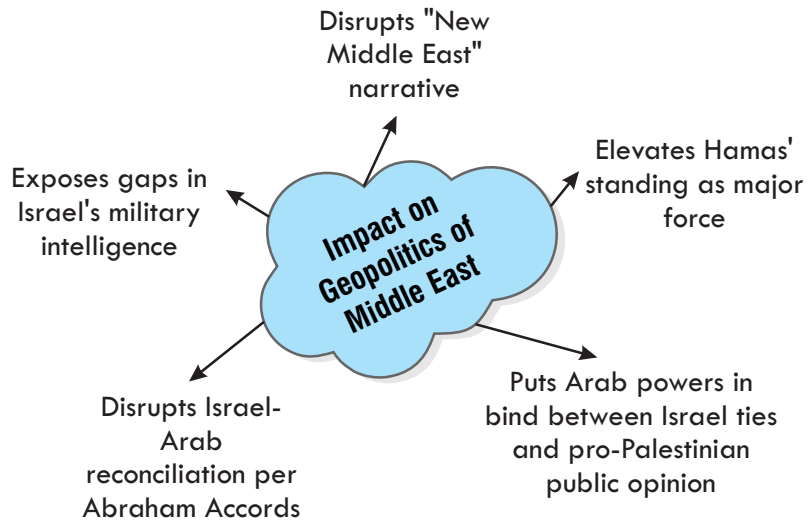 Disrupts "New
Middle East"
narrative
Exposes gaps in
Israel's military
intelligence
Elevates Hamas'
standing as major
force
Impact on
Geopolitics of
Middle East
Disrupts Israel-
Arab
reconciliation per
Abraham Accords
Puts Arab powers in
bind between Israel ties
and pro-Palestinian
public opinion